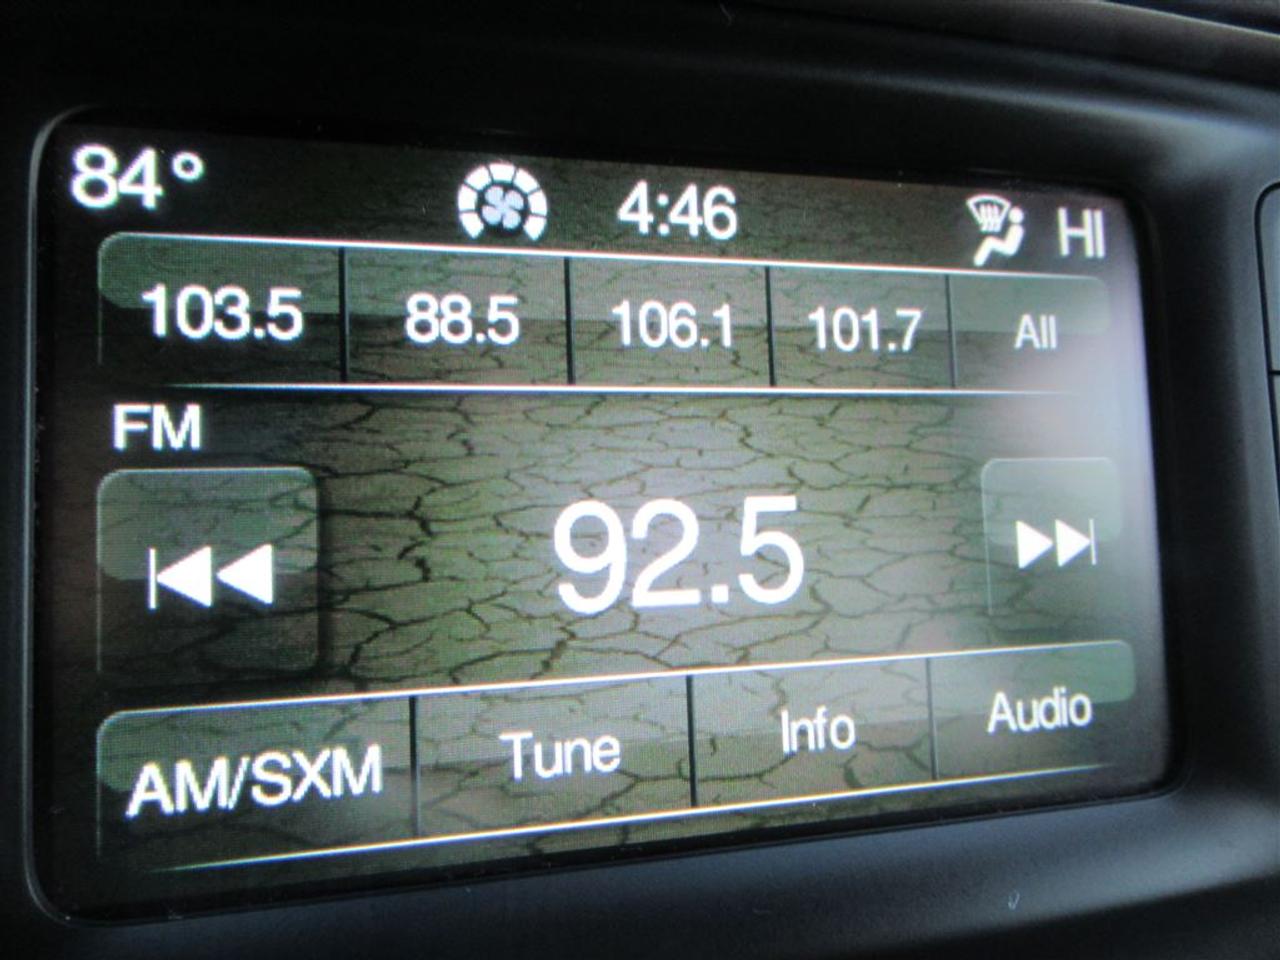 84° 4:46 HI
103.5 88.5 106.1 101.7 All
FM
92.5
AM/SXM Tune Info Audio